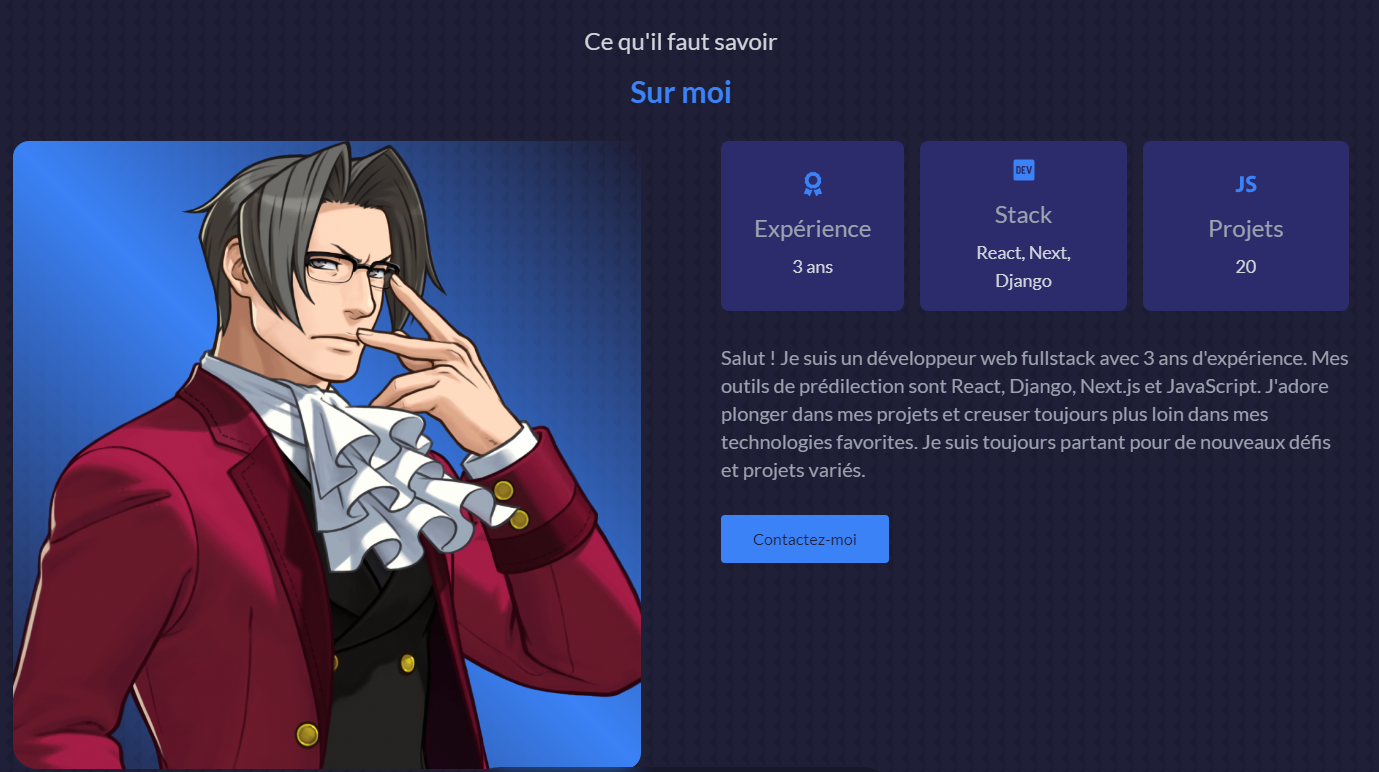 Ce qu'il faut savoir
Sur moi
Expérience
3 ans
DEV
Stack
React, Next,
Django
JS
Projets
20
Salut ! Je suis un développeur web fullstack avec 3 ans d'expérience. Mes
outils de prédilection sont React, Django, Next.js et JavaScript. J'adore
plonger dans mes projets et creuser toujours plus loin dans mes
technologies favorites. Je suis toujours partant pour de nouveaux défis
et projets variés.
Contactez-moi